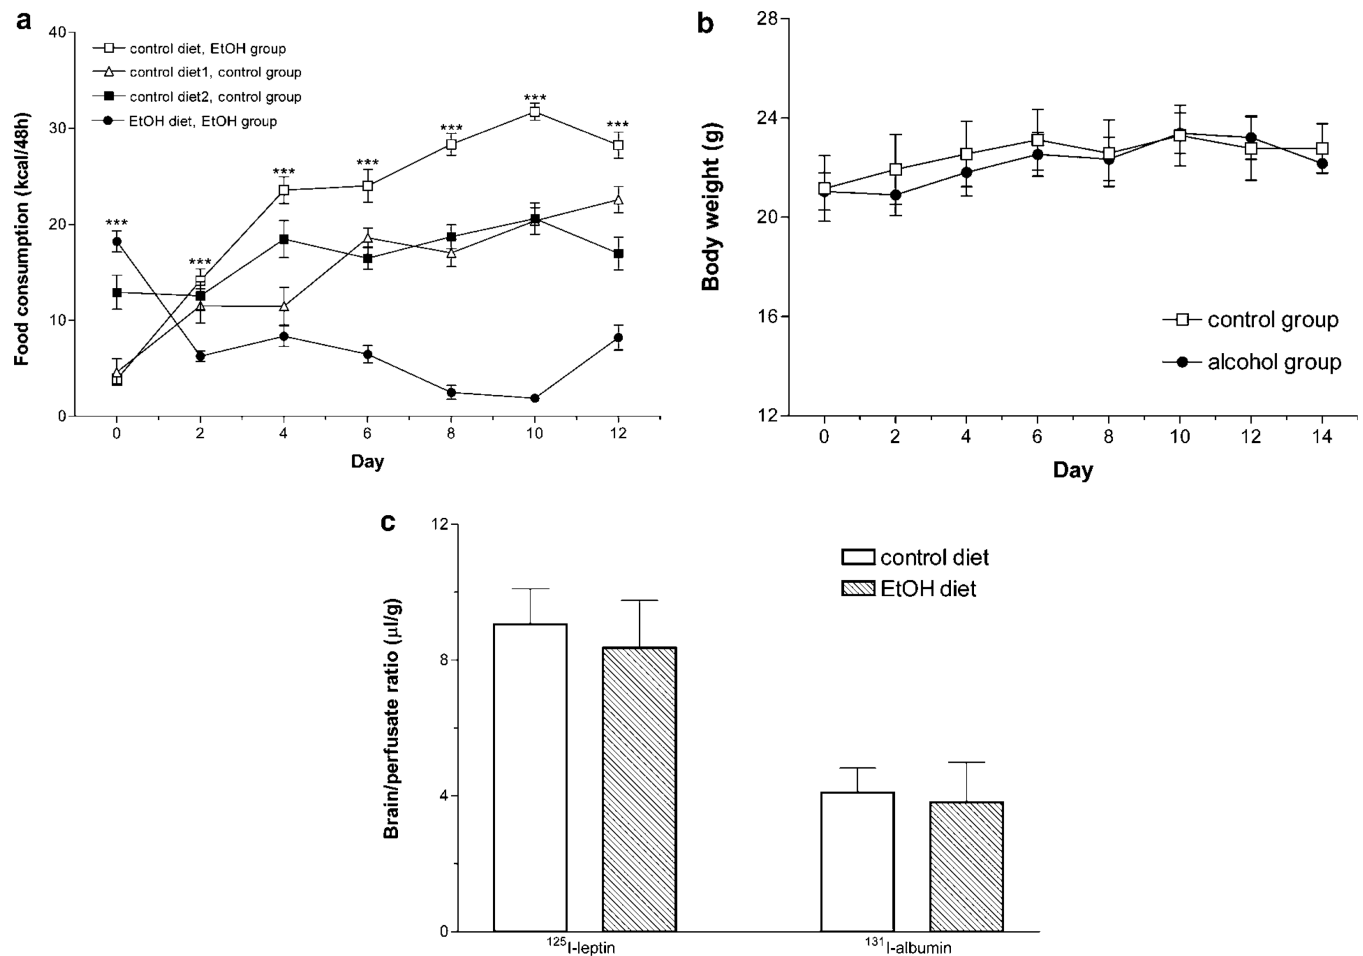 a
40
30
20
10
0
control diet, EtOH group
control diet1, control group
control diet2, control group
EtOH diet, EtOH group
*** *** *** *** *** *** ***
Food consumption (kcal/48h)
0 2 4 6 8 10 12
Day
b
28
24
20
16
12
Body weight (g)
control group
alcohol group
0 2 4 6 8 10 12 14
Day
c
12
8
4
0
Brain/perfusate ratio (µl/g)
control diet
EtOH diet
¹²⁵I-leptin ¹³¹I-albumin